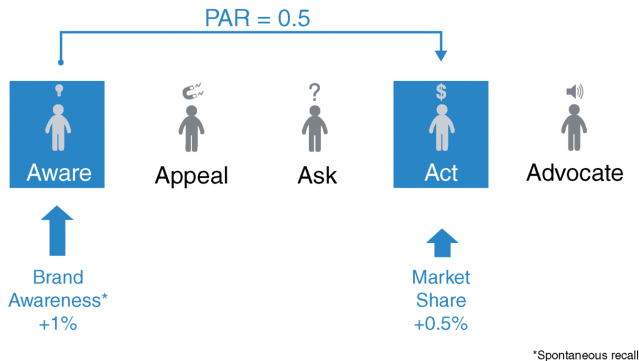 PAR = 0.5
?
$
Aware
Appeal
Ask
Act
Advocate
Brand
Awareness*
+1%
Market
Share
+0.5%
*Spontaneous recall